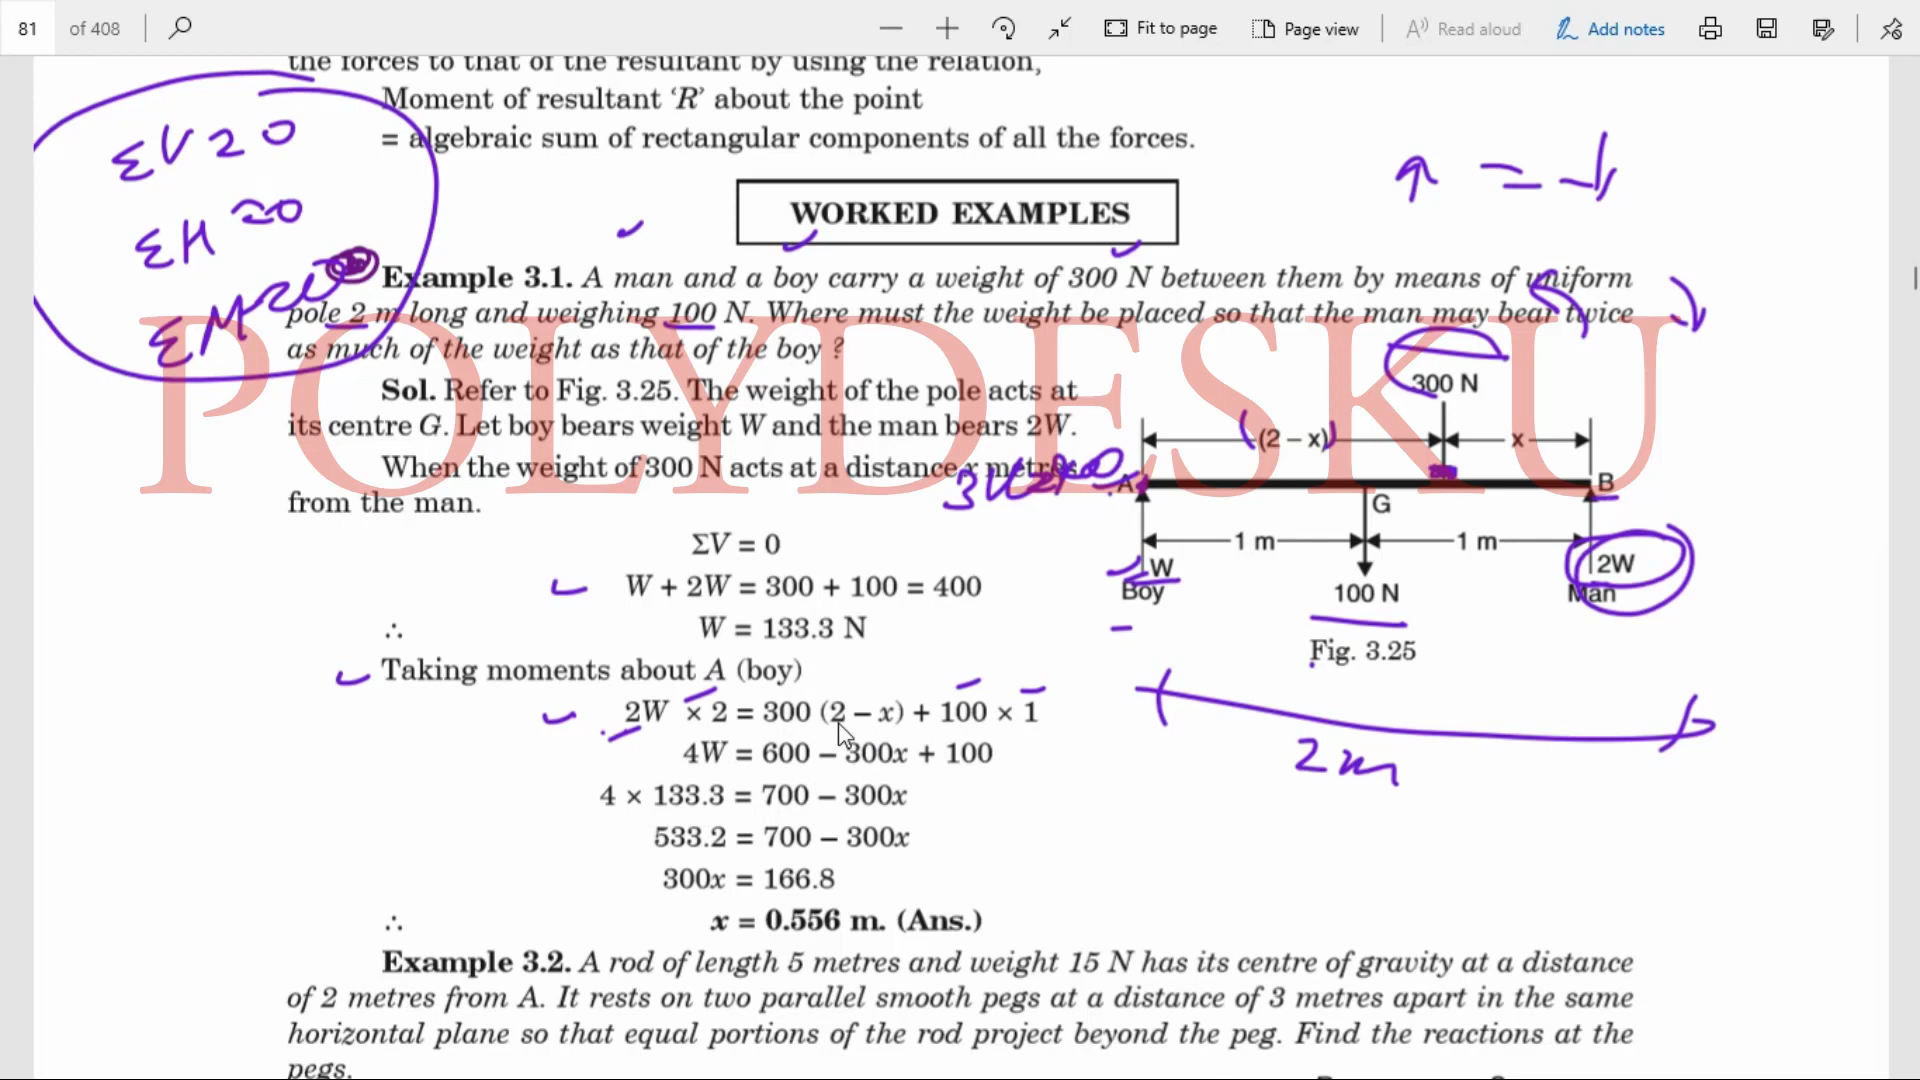 81 of 408 Fit to page Page view Read aloud Add notes
the forces to that of the resultant by using the relation,
Moment of resultant ‘R’ about the point
= algebraic sum of rectangular components of all the forces.
ΣV = 0
ΣH = 0
WORKED EXAMPLES
Example 3.1. A man and a boy carry a weight of 300 N between them by means of uniform
pole 2 m long and weighing 100 N. Where must the weight be placed so that the man may bear twice
as much of the weight as that of the boy ?
POLYDESKU
Sol. Refer to Fig. 3.25. The weight of the pole acts at
its centre G. Let boy bears weight W and the man bears 2W.
When the weight of 300 N acts at a distance x metres
from the man.
ΣV = 0
W + 2W = 300 + 100 = 400
∴ W = 133.3 N
Taking moments about A (boy)
2W × 2 = 300 (2 – x) + 100 × 1
4W = 600 – 300x + 100
4 × 133.3 = 700 – 300x
533.2 = 700 – 300x
300x = 166.8
∴ x = 0.556 m. (Ans.)
300 N
(2 – x) x
A B
G
1 m 1 m
W 2W
Boy 100 N Man
Fig. 3.25
2m
Example 3.2. A rod of length 5 metres and weight 15 N has its centre of gravity at a distance
of 2 metres from A. It rests on two parallel smooth pegs at a distance of 3 metres apart in the same
horizontal plane so that equal portions of the rod project beyond the peg. Find the reactions at the
pegs.